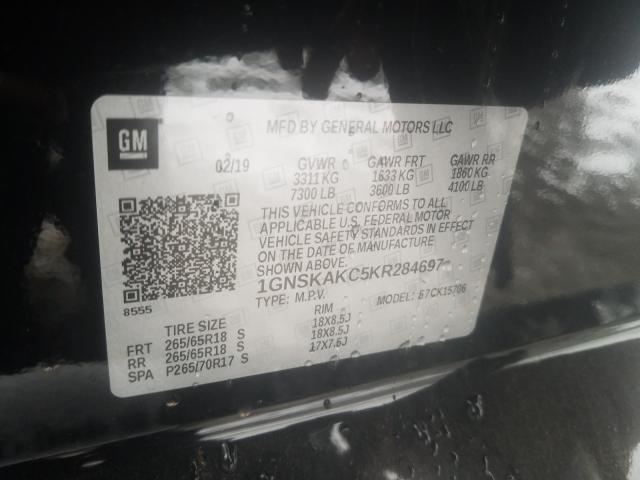 GM
MFD BY GENERAL MOTORS LLC
02/19 GVWR GAWR FRT GAWR RR
3311 KG 1633 KG 1860 KG
7300 LB 3600 LB 4100 LB
THIS VEHICLE CONFORMS TO ALL
APPLICABLE U.S. FEDERAL MOTOR
VEHICLE SAFETY STANDARDS IN EFFECT
ON THE DATE OF MANUFACTURE
SHOWN ABOVE.
1GNSKAKC5KR284697
TYPE: M.P.V. MODEL:
8555
TIRE SIZE RIM
FRT 265/65R18 S 18X8.5J
RR 265/65R18 S 18X8.5J
SPA P265/70R17 S 17X7.5J